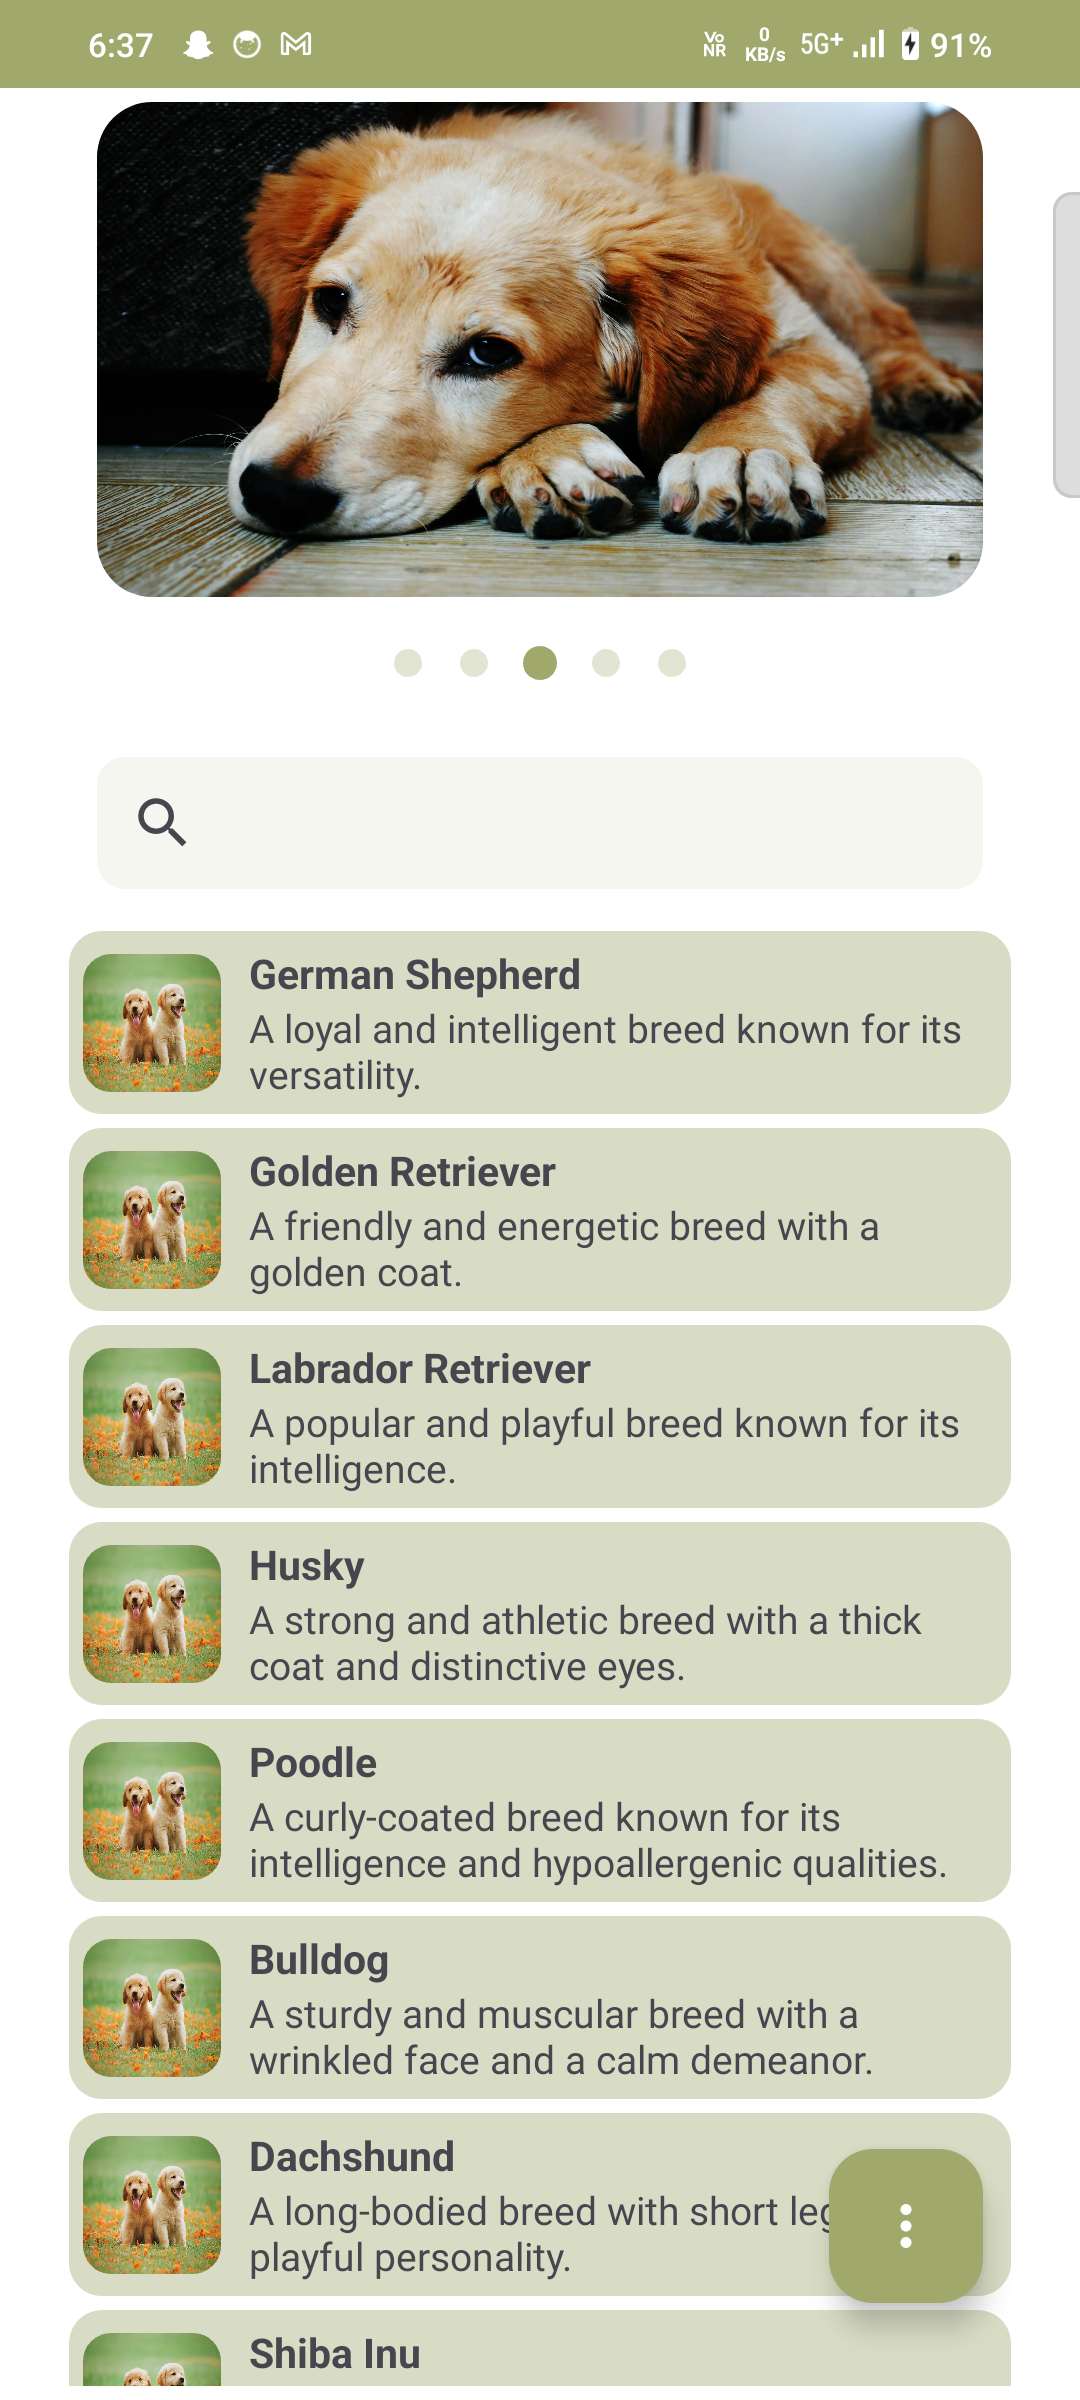 6:37
Vo NR 0 KB/s 5G+ 91%
German Shepherd
A loyal and intelligent breed known for its
versatility.
Golden Retriever
A friendly and energetic breed with a
golden coat.
Labrador Retriever
A popular and playful breed known for its
intelligence.
Husky
A strong and athletic breed with a thick
coat and distinctive eyes.
Poodle
A curly-coated breed known for its
intelligence and hypoallergenic qualities.
Bulldog
A sturdy and muscular breed with a
wrinkled face and a calm demeanor.
Dachshund
A long-bodied breed with short
playful personality.
Shiba Inu